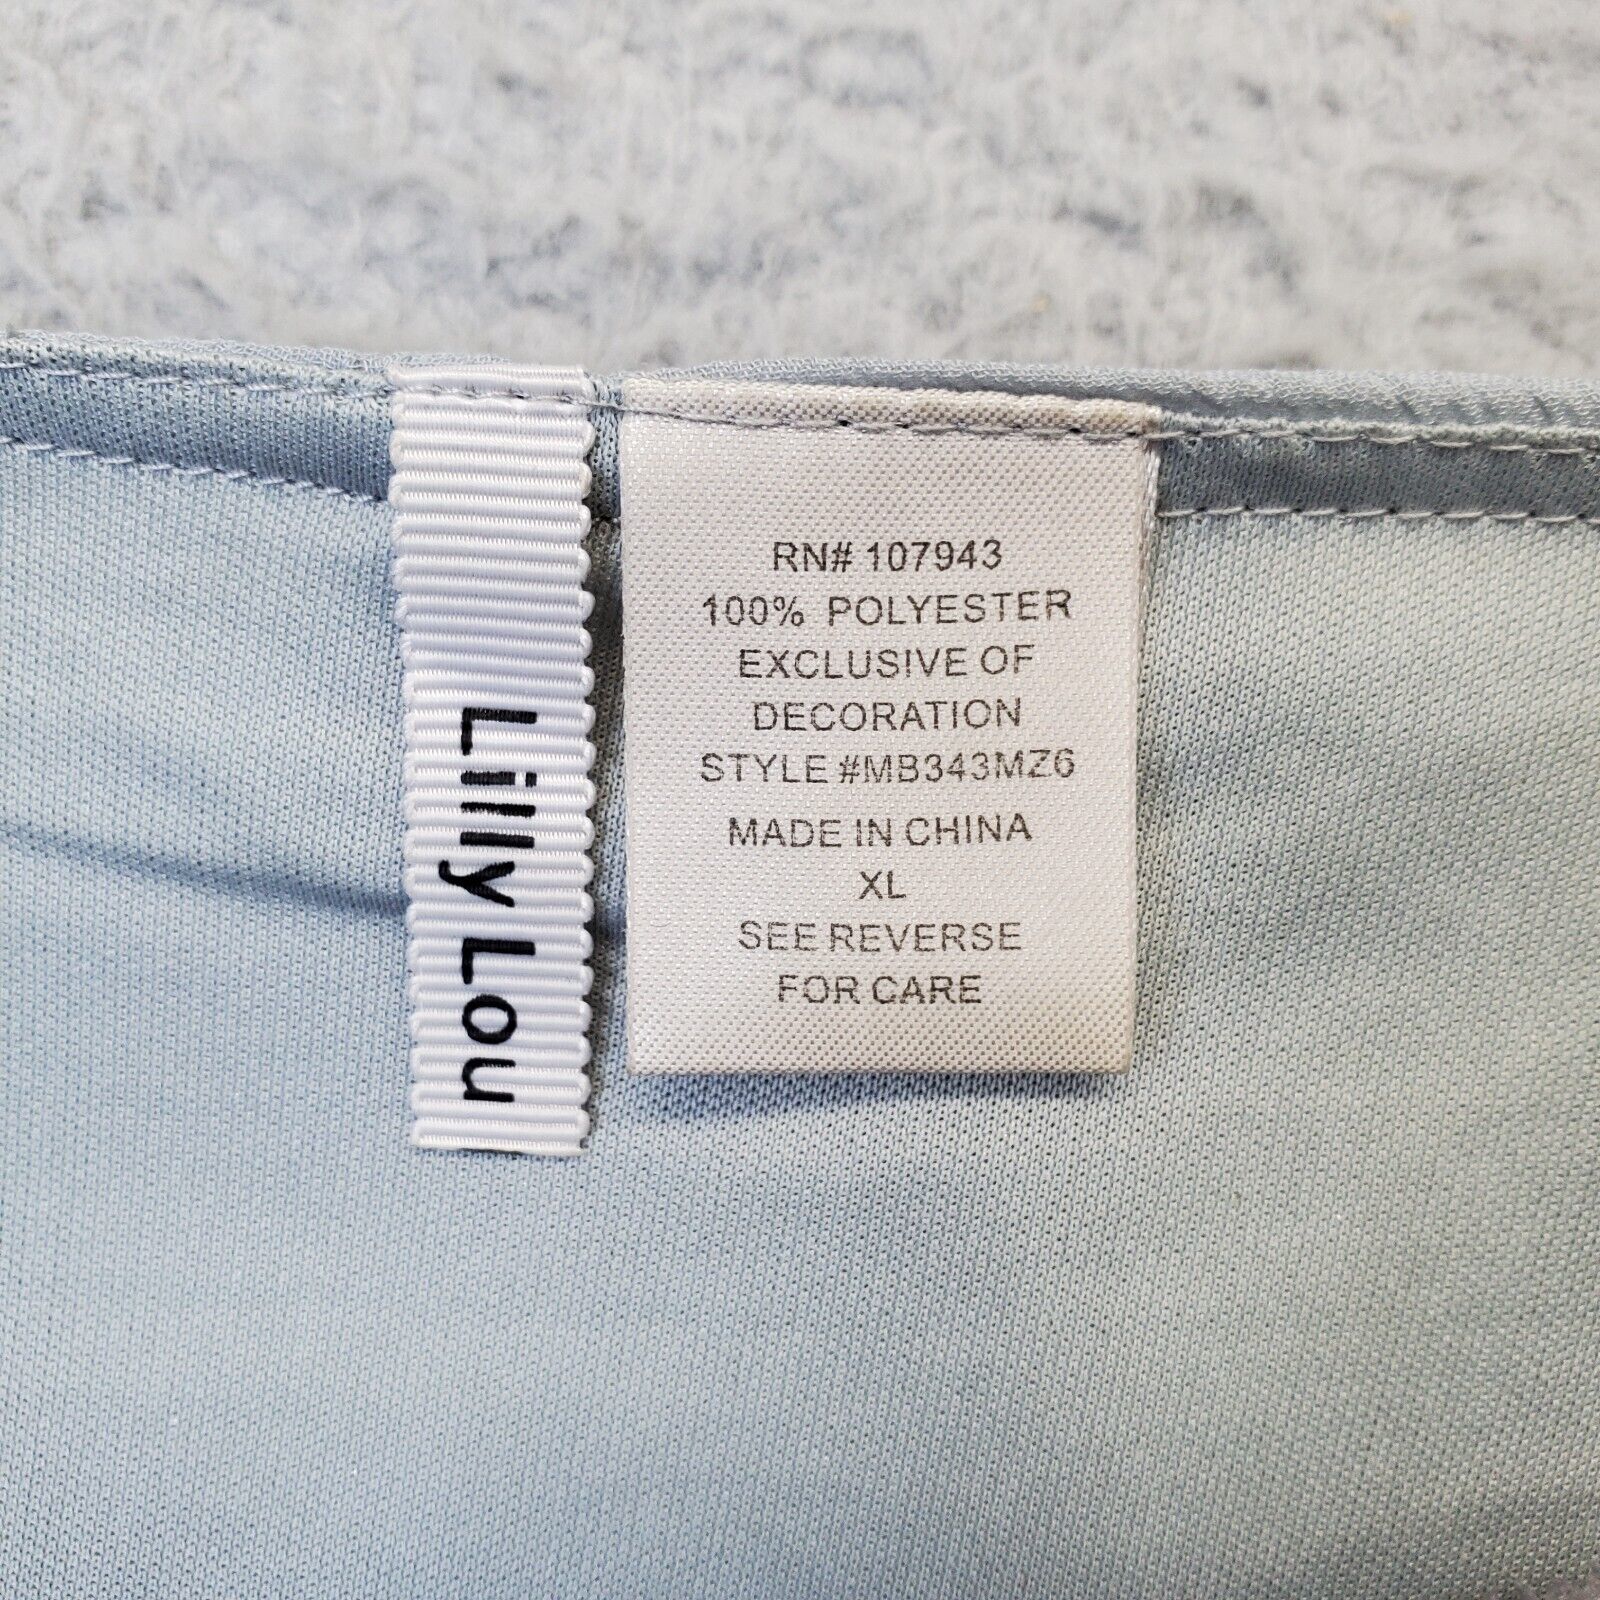 Lilly Lou
RN# 107943
100% POLYESTER
EXCLUSIVE OF
DECORATION
STYLE #MB343MZ6
MADE IN CHINA
XL
SEE REVERSE
FOR CARE